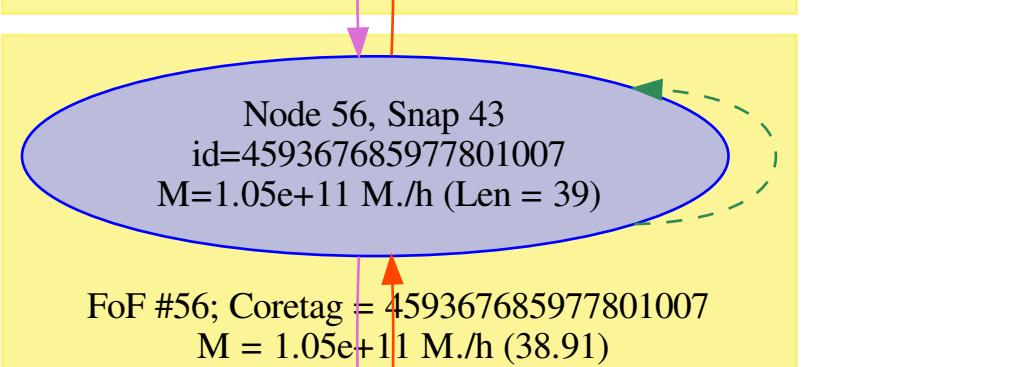 Node 56, Snap 43
id=459367685977801007
M=1.05e+11 M./h (Len = 39)
FoF #56; Coretag = 459367685977801007
M = 1.05e+11 M./h (38.91)